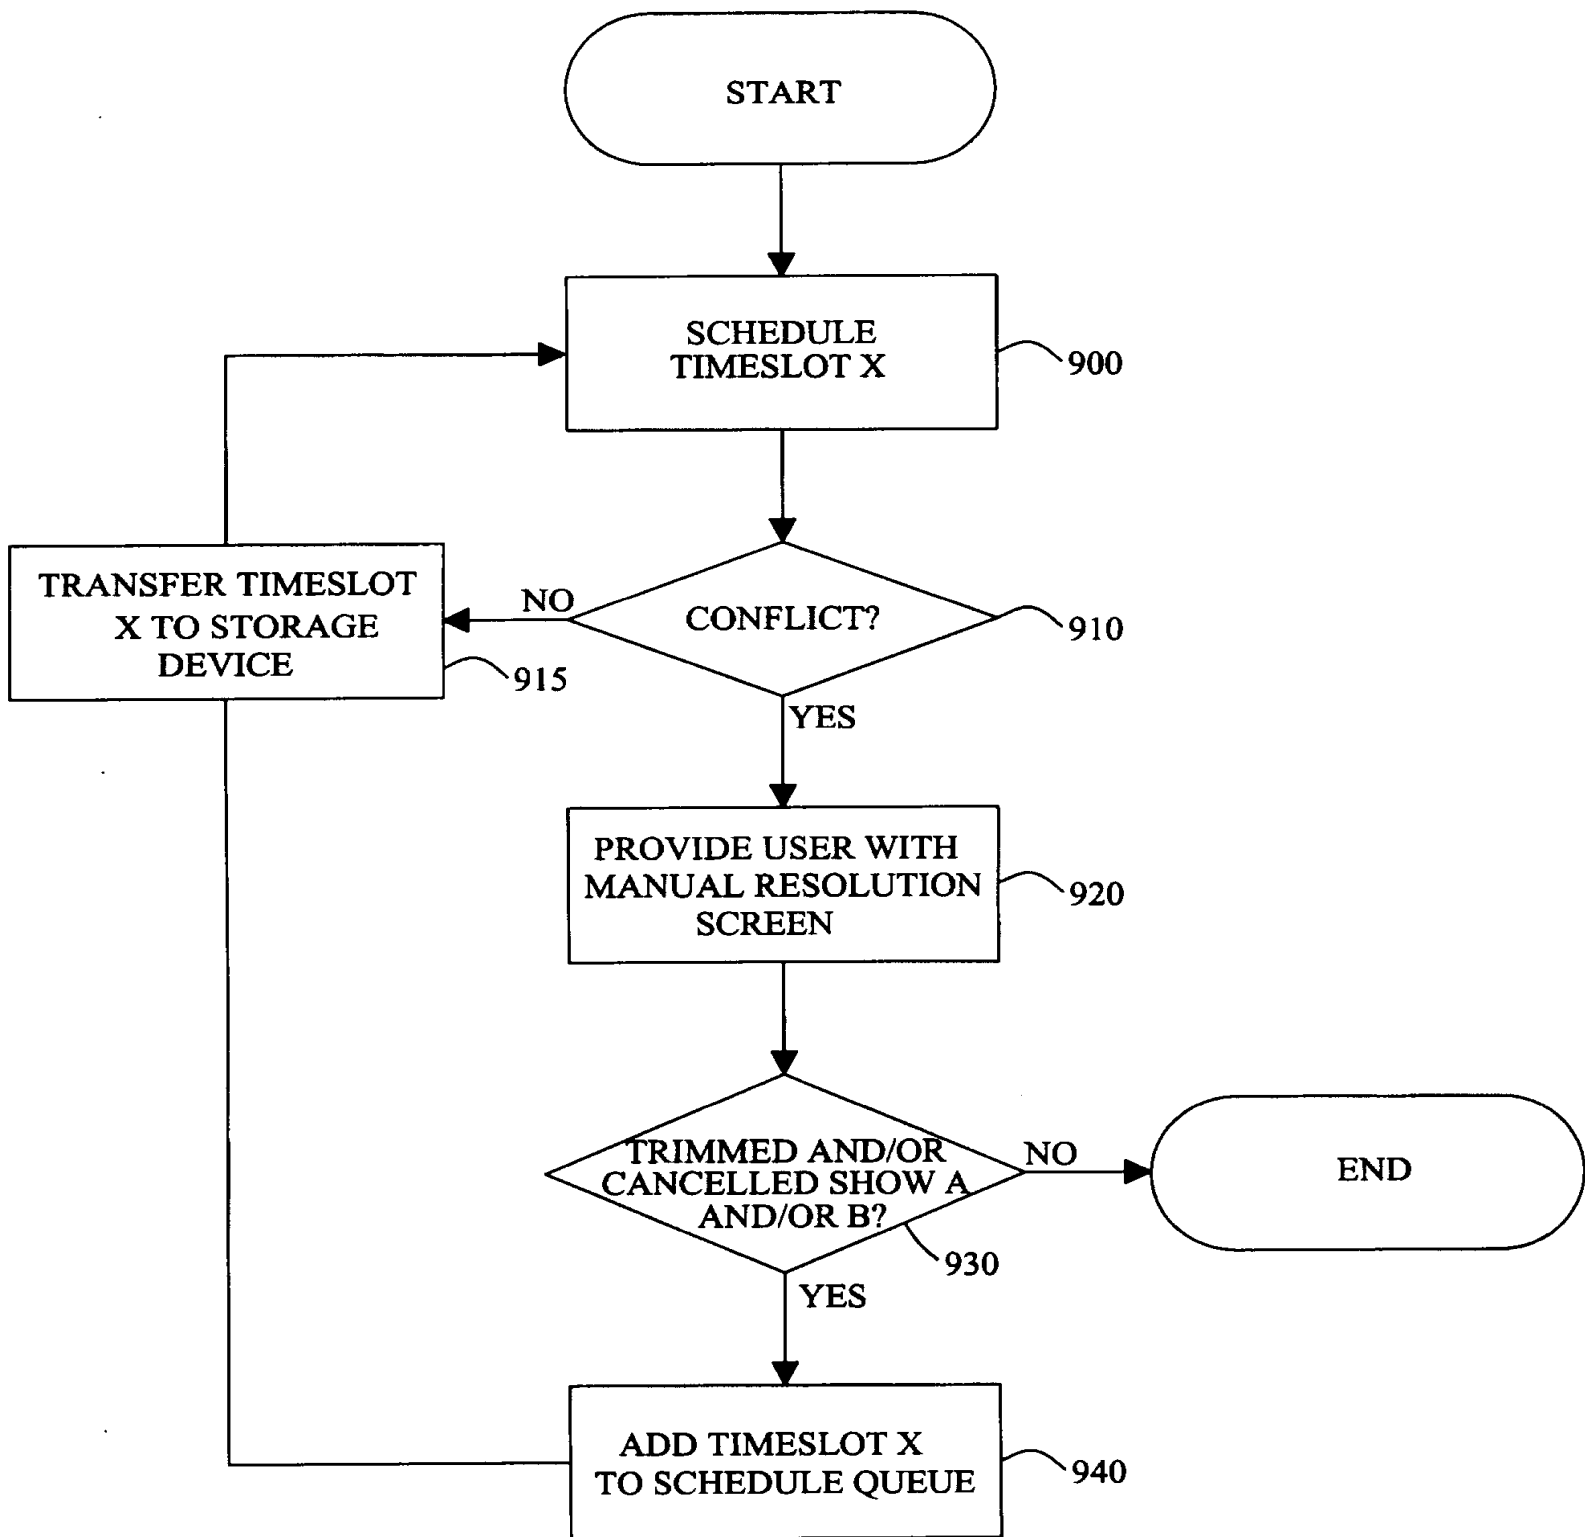 START
SCHEDULE
TIMESLOT X
900
TRANSFER TIMESLOT
X TO STORAGE
DEVICE
915
NO
CONFLICT?
910
YES
PROVIDE USER WITH
MANUAL RESOLUTION
SCREEN
920
TRIMMED AND/OR
CANCELLED SHOW A
AND/OR B?
930
NO
END
YES
ADD TIMESLOT X
TO SCHEDULE QUEUE
940